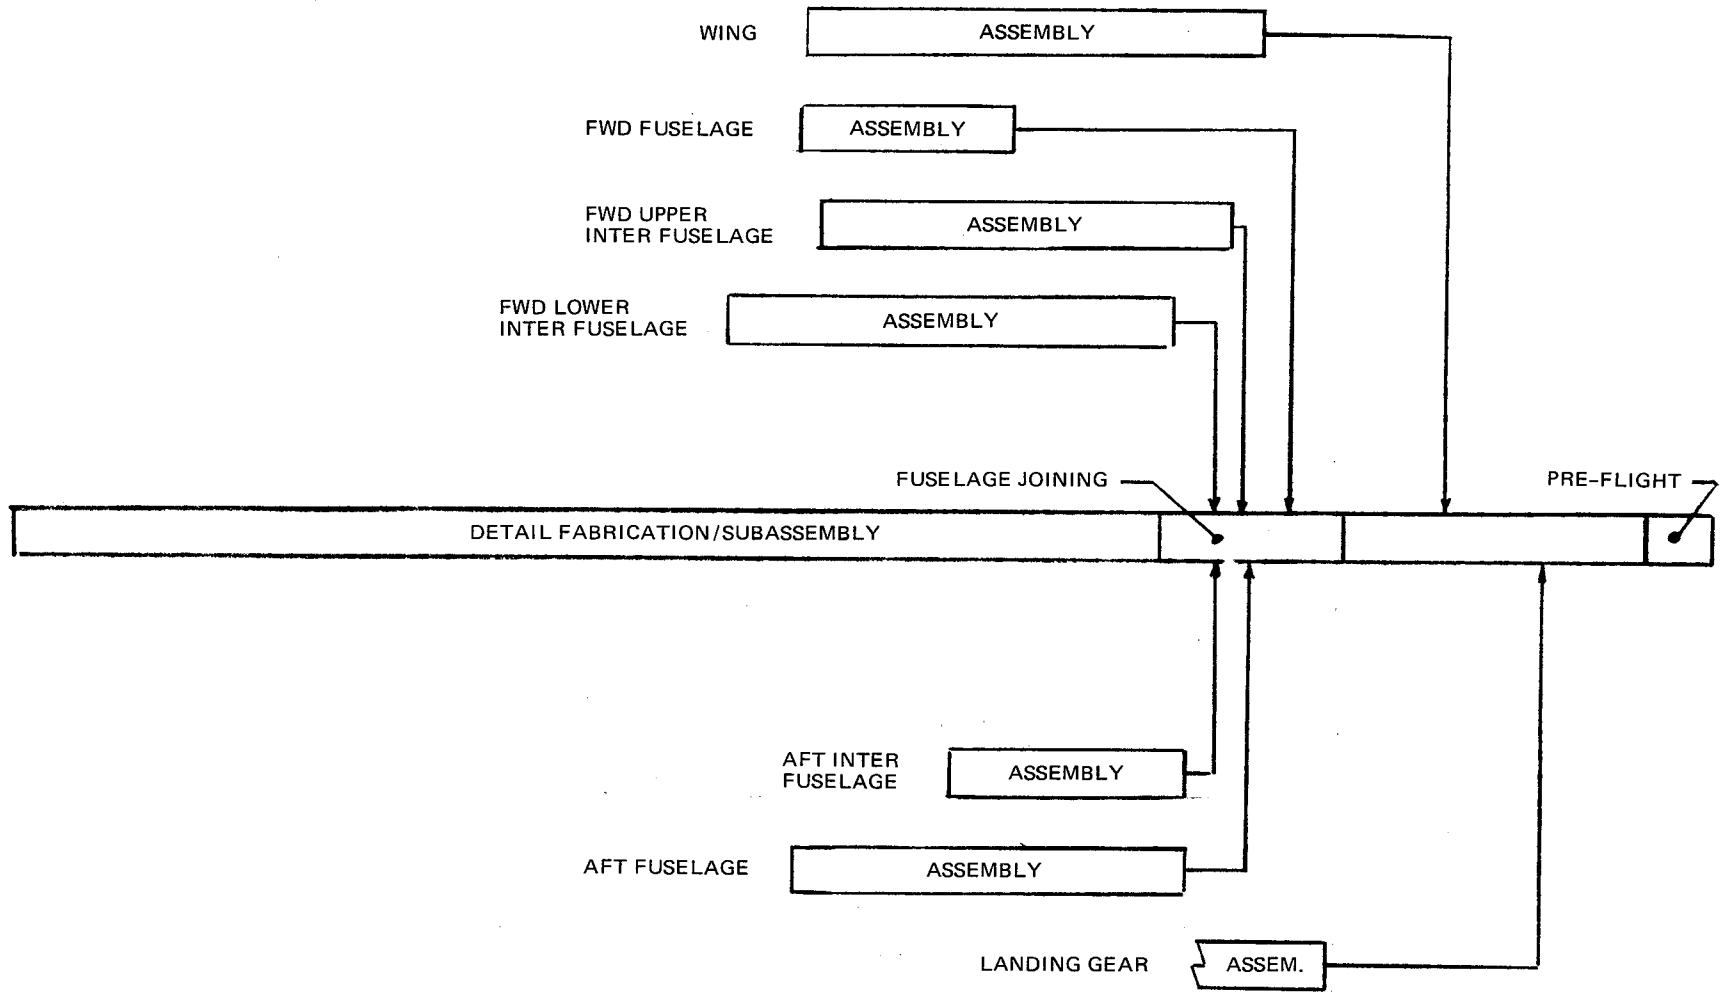 WING
ASSEMBLY
FWD FUSELAGE
ASSEMBLY
FWD UPPER
INTER FUSELAGE
ASSEMBLY
FWD LOWER
INTER FUSELAGE
ASSEMBLY
FUSELAGE JOINING
PRE-FLIGHT
DETAIL FABRICATION/SUBASSEMBLY
AFT INTER
FUSELAGE
ASSEMBLY
AFT FUSELAGE
ASSEMBLY
LANDING GEAR
ASSEM.